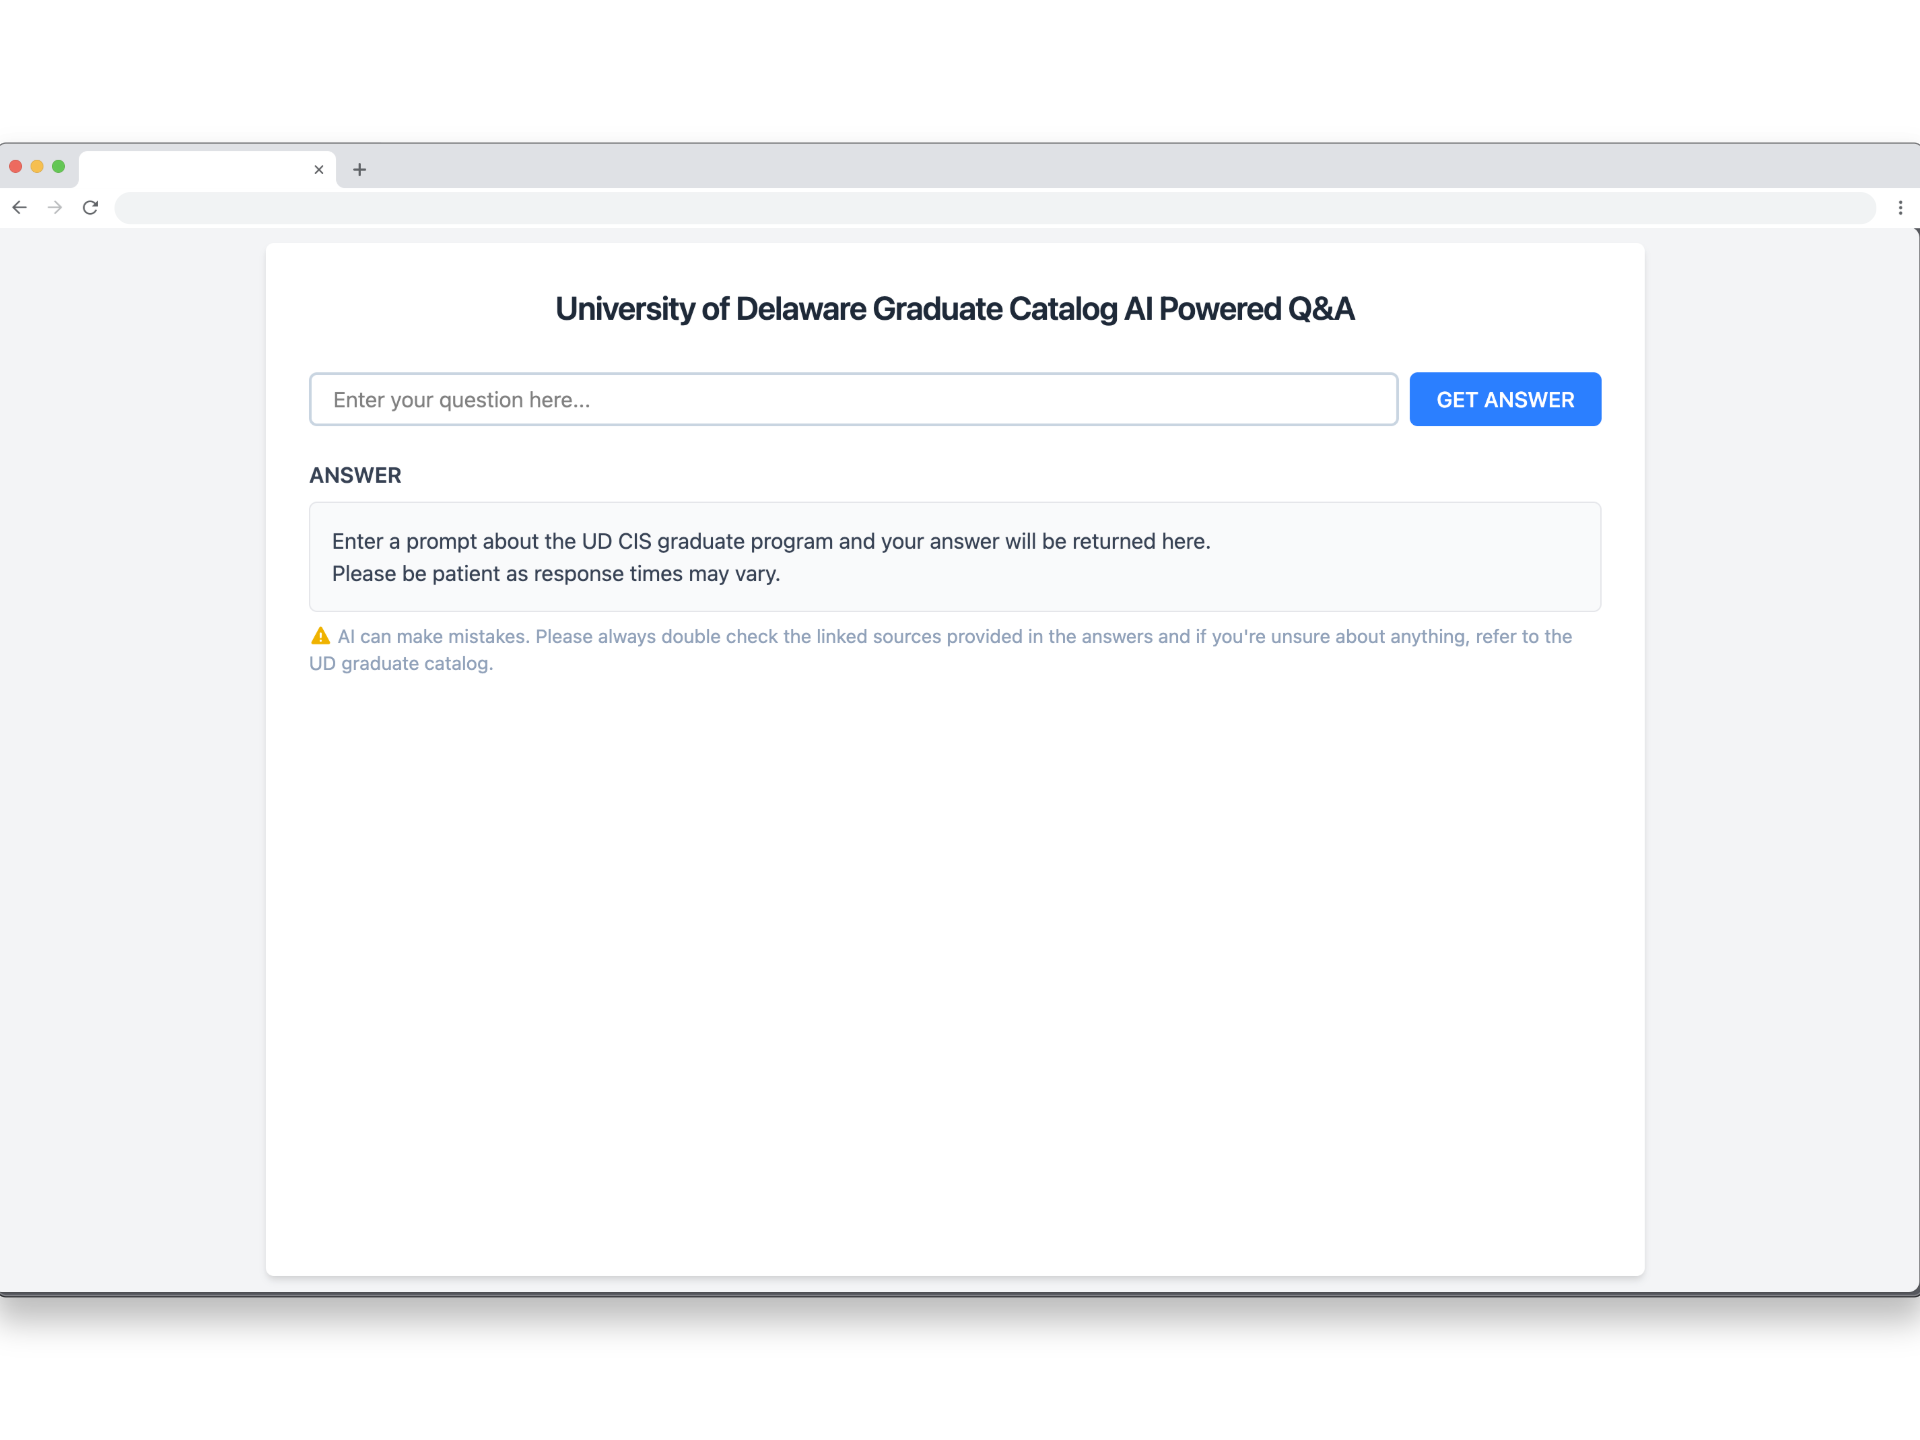 University of Delaware Graduate Catalog AI Powered Q&A
Enter your question here...
GET ANSWER
ANSWER
Enter a prompt about the UD CIS graduate program and your answer will be returned here.
Please be patient as response times may vary.
AI can make mistakes. Please always double check the linked sources provided in the answers and if you're unsure about anything, refer to the
UD graduate catalog.